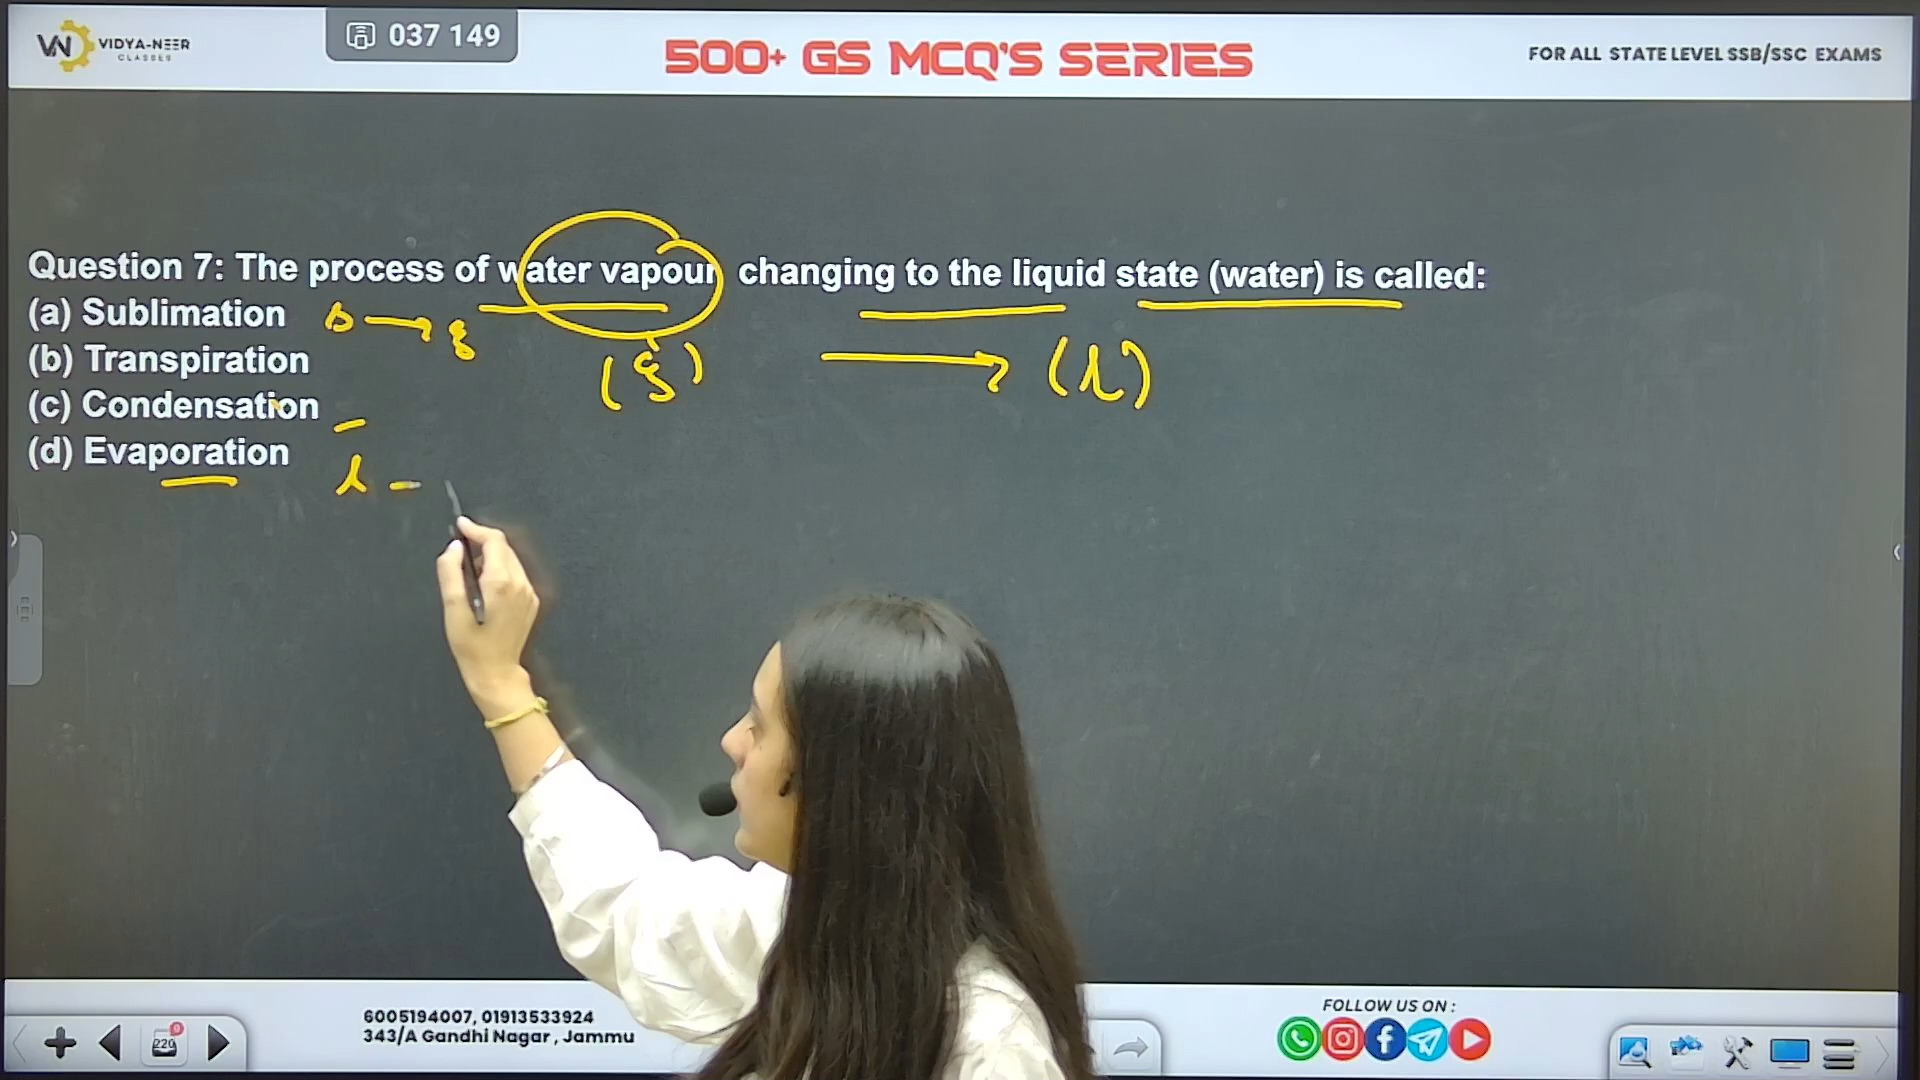 VIDYA-NEER
CLASSES
037 149
500+ GS MCQ'S SERIES
FOR ALL STATE LEVEL SSB/SSC EXAMS
Question 7: The process of water vapour changing to the liquid state (water) is called:
(a) Sublimation s → g
(g) → (l)
(b) Transpiration
(c) Condensation
(d) Evaporation l -
6005194007, 01913533924
343/A Gandhi Nagar , Jammu
FOLLOW US ON :
220
9